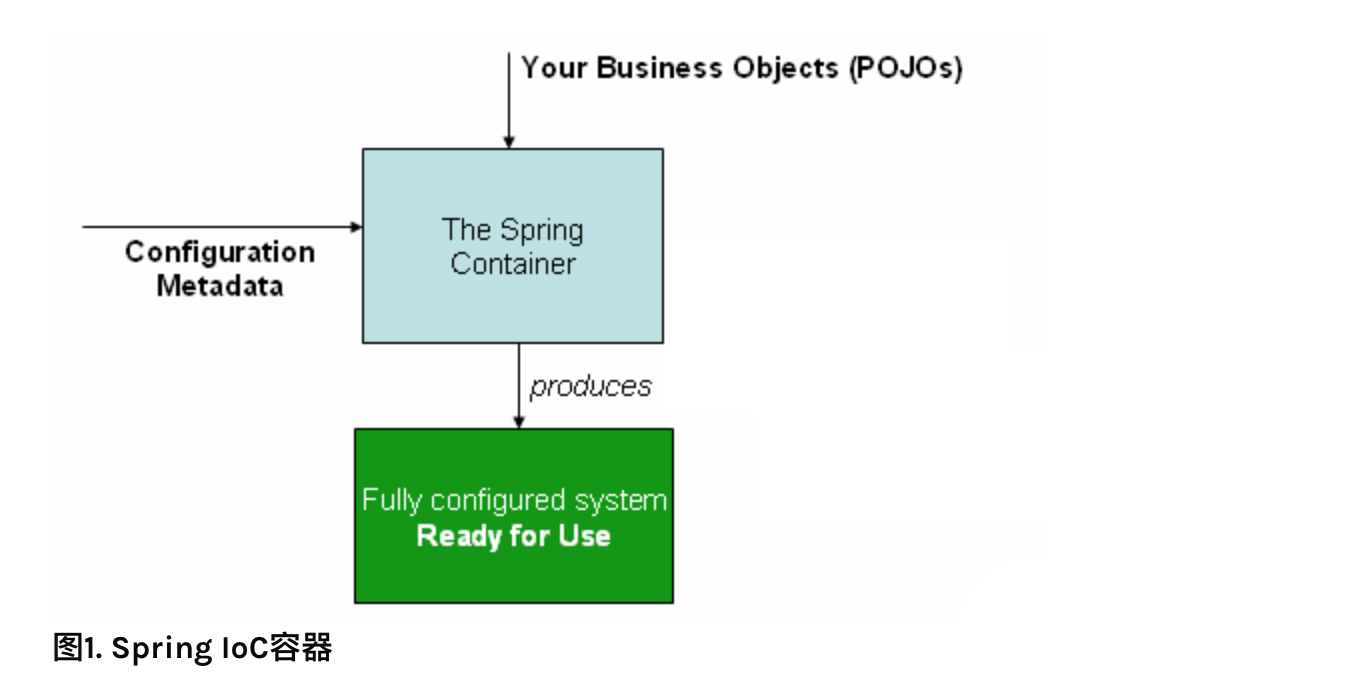 Your Business Objects (POJOs)
The Spring
Container
Configuration
Metadata
produces
Fully configured system
Ready for Use
图1. Spring IoC容器